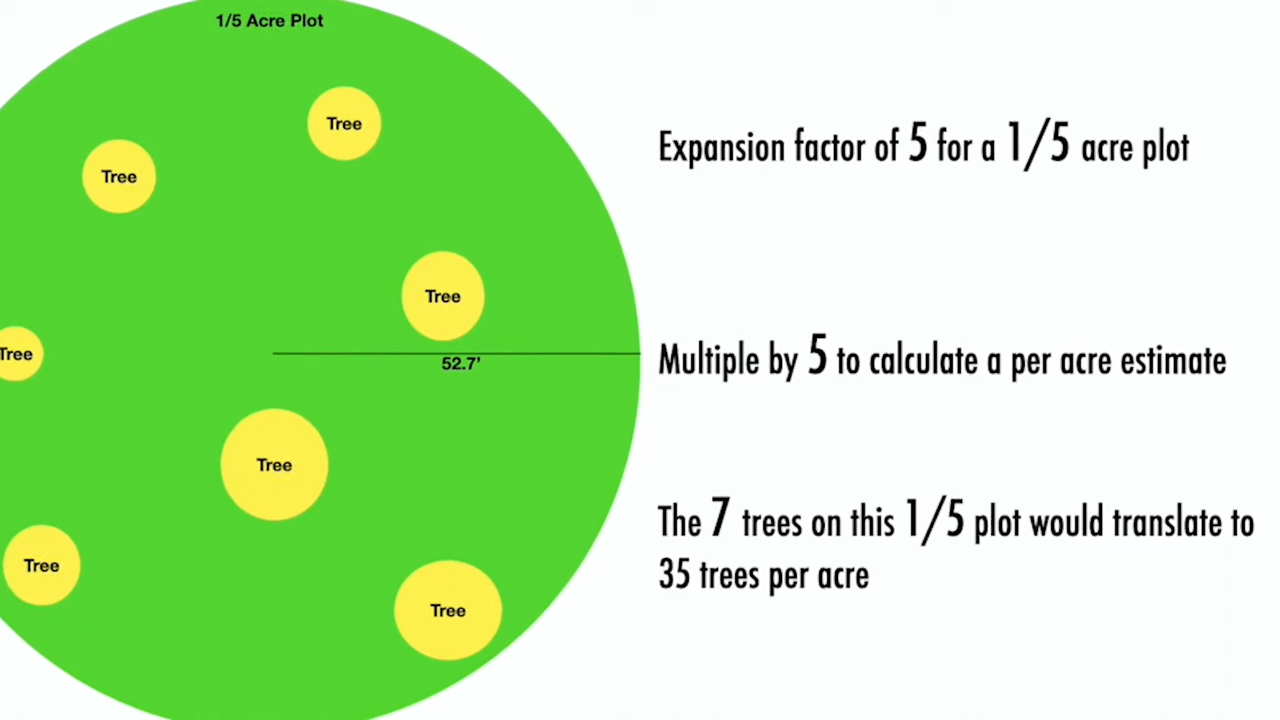 1/5 Acre Plot
Tree
Tree
Tree
Tree
52.7’
Tree
Tree
Tree
Expansion factor of 5 for a 1/5 acre plot
Multiple by 5 to calculate a per acre estimate
The 7 trees on this 1/5 plot would translate to
35 trees per acre